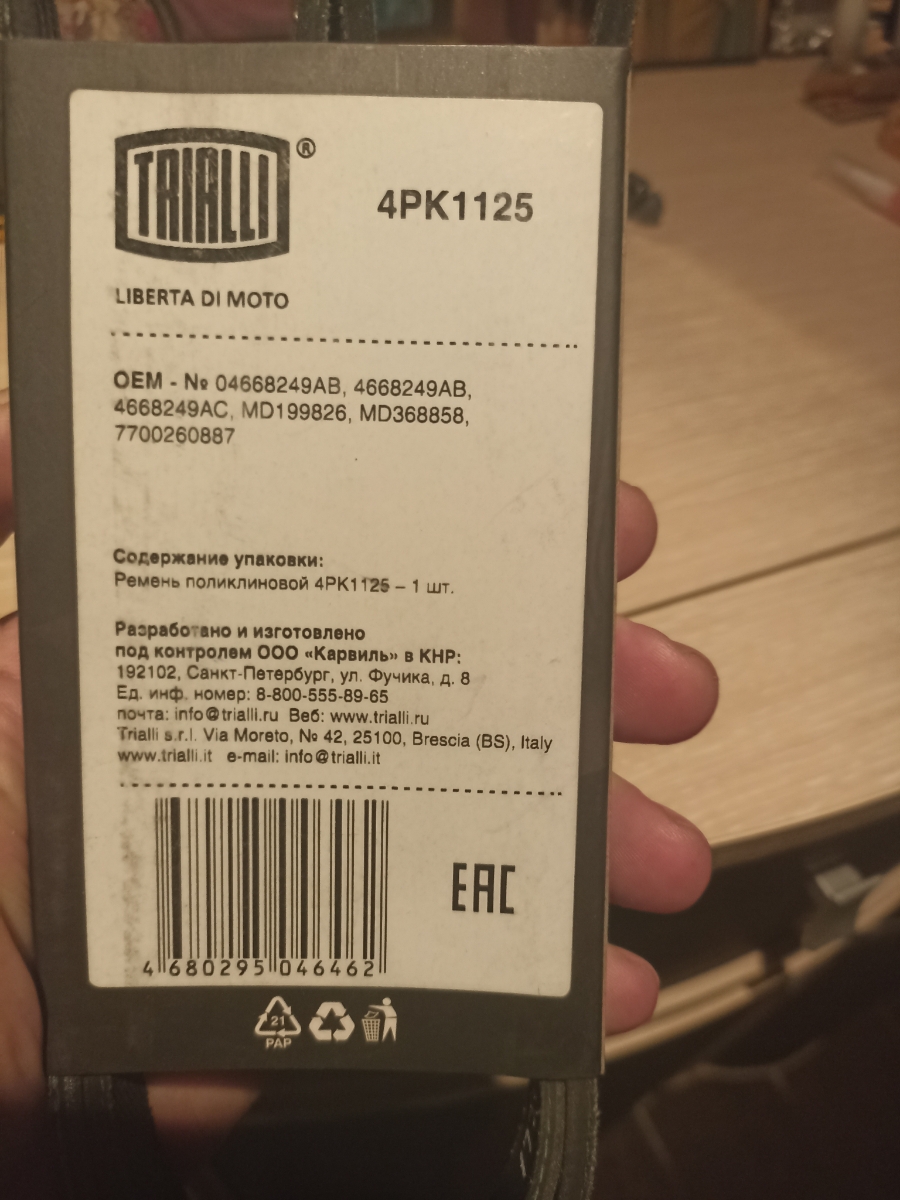 TRIALLI ®
4PK1125
LIBERTA DI MOTO
OEM - № 04668249AB, 4668249AB,
4668249AC, MD199826, MD368858,
7700260887
Содержание упаковки:
Ремень поликлиновой 4PK1125 – 1 шт.
Разработано и изготовлено
под контролем ООО «Карвиль» в КНР:
192102, Санкт-Петербург, ул. Фучика, д. 8
Ед. инф. номер: 8-800-555-89-65
почта: info@trialli.ru Веб: www.trialli.ru
Trialli s.r.l. Via Moreto, № 42, 25100, Brescia (BS), Italy
www.trialli.it e-mail: info@trialli.it
EAC
4 680295 046462
21
PAP